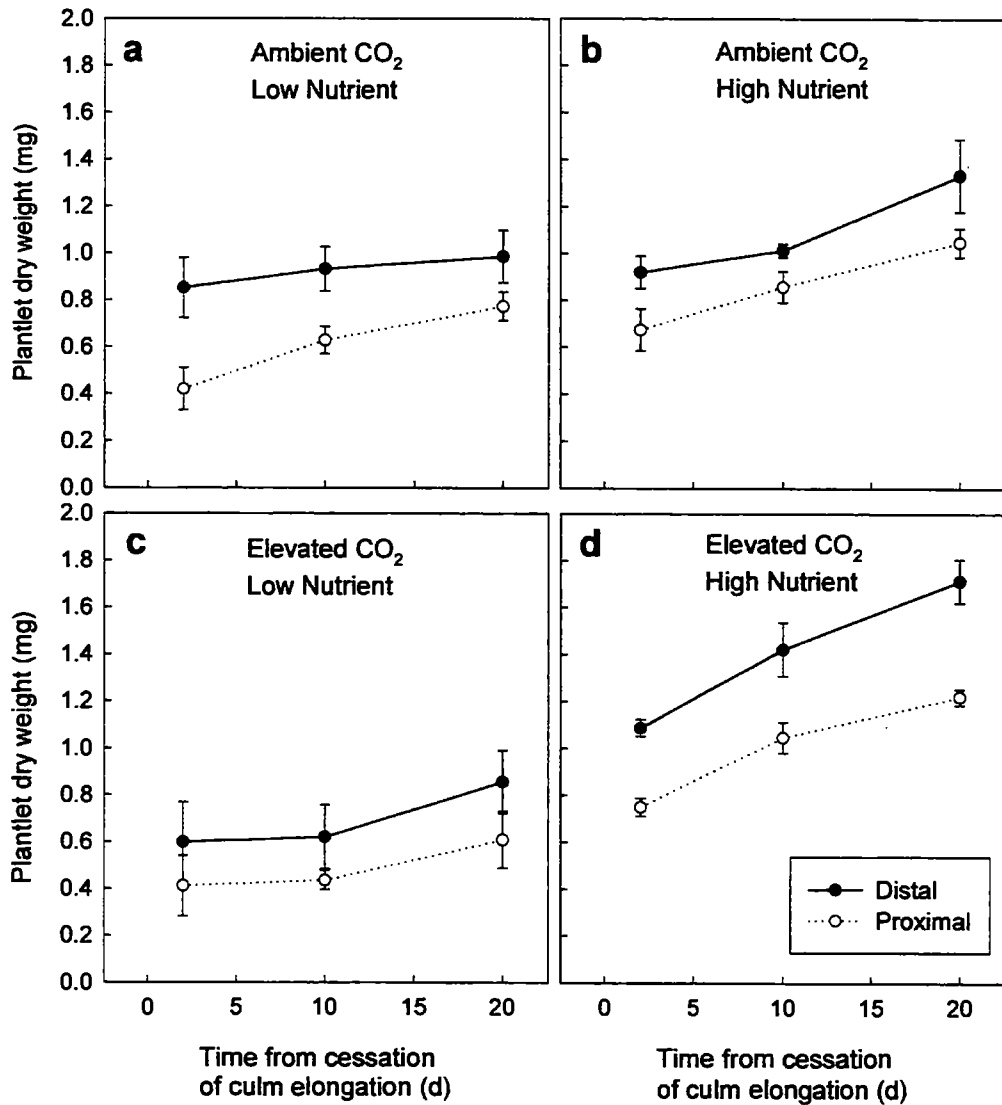 a
Ambient CO₂
Low Nutrient
b
Ambient CO₂
High Nutrient
Plantlet dry weight (mg)
2.0
1.8
1.6
1.4
1.2
1.0
0.8
0.6
0.4
0.2
0.0
c
Elevated CO₂
Low Nutrient
d
Elevated CO₂
High Nutrient
Plantlet dry weight (mg)
2.0
1.8
1.6
1.4
1.2
1.0
0.8
0.6
0.4
0.2
0.0
Distal
Proximal
0 5 10 15 20
0 5 10 15 20
Time from cessation
of culm elongation (d)
Time from cessation
of culm elongation (d)